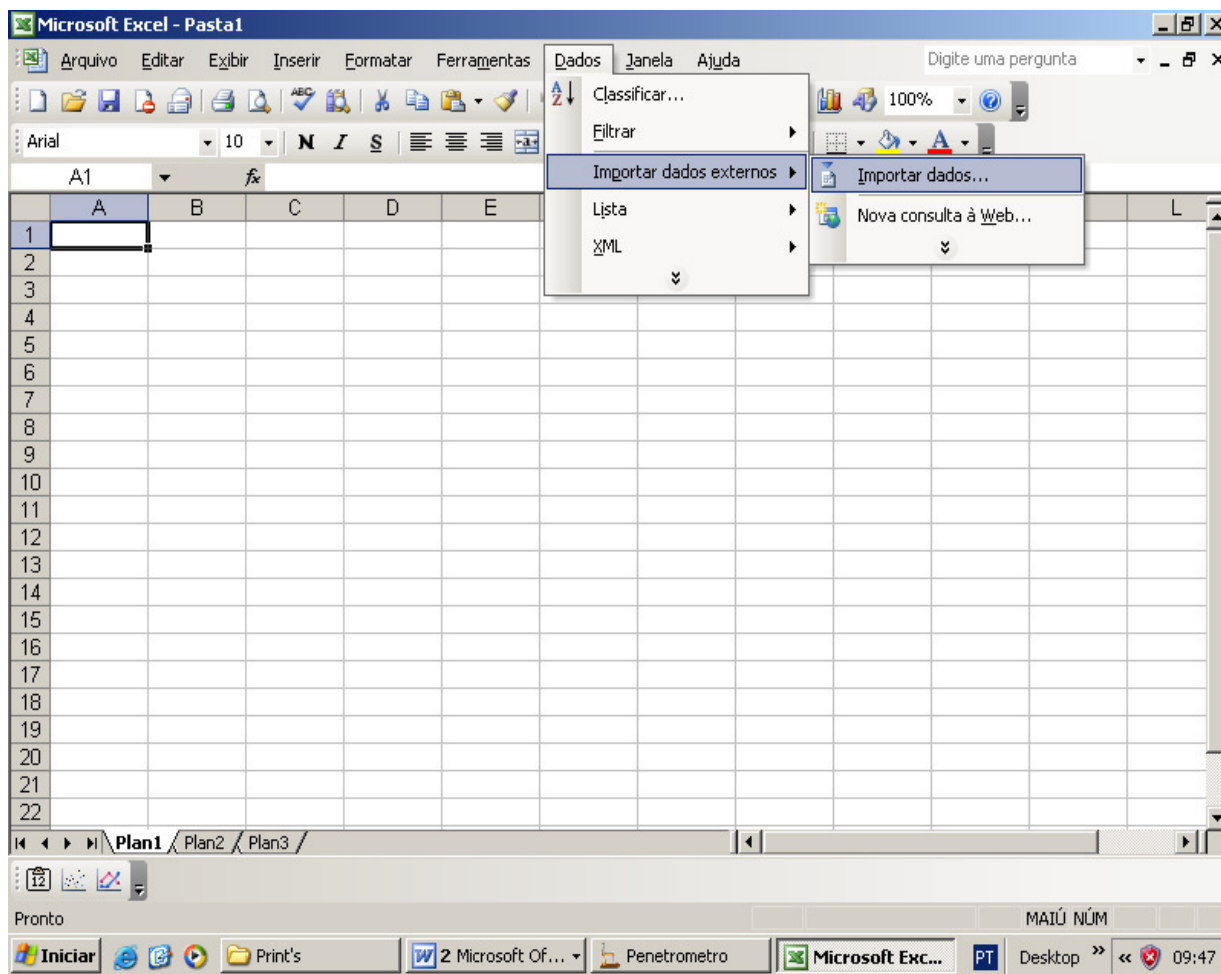 Microsoft Excel - Pasta1
Arquivo Editar Exibir Inserir Formatar Ferramentas Dados Janela Ajuda Digite uma pergunta
ABC 100%
Arial 10 N I S A
A1 fx
Classificar...
Filtrar
Importar dados externos
Lista
XML
Importar dados...
Nova consulta à Web...
A B C D E L
1
2
3
4
5
6
7
8
9
10
11
12
13
14
15
16
17
18
19
20
21
22
Plan1 Plan2 Plan3
12
Pronto MAIÚ NÚM
Iniciar Print's 2 Microsoft Of... Penetrometro Microsoft Exc... PT Desktop » « 09:47